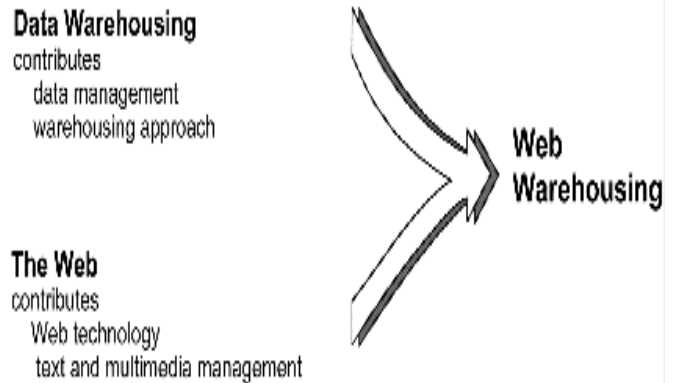 Data Warehousing
contributes
data management
warehousing approach
Web
Warehousing
The Web
contributes
Web technology
text and multimedia management